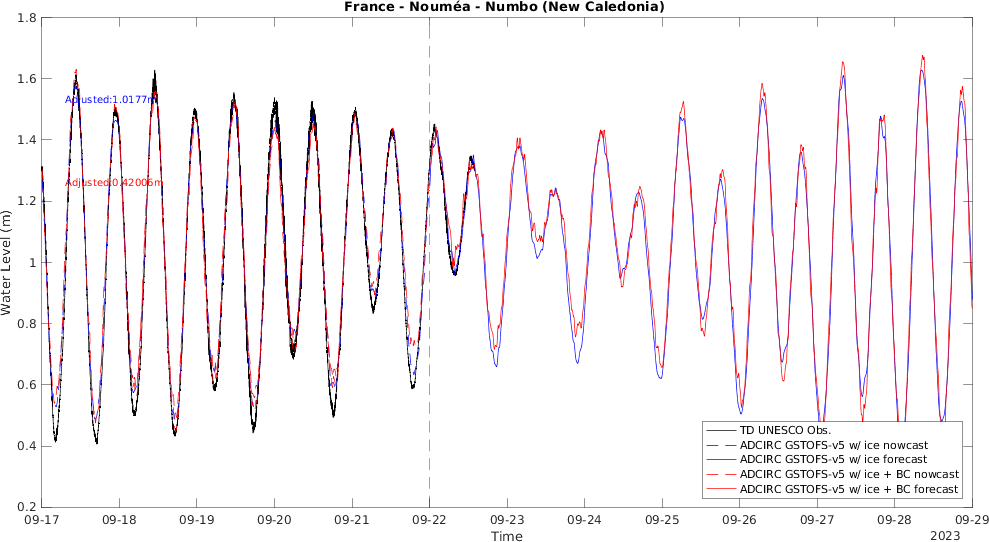 France - Nouméa - Numbo (New Caledonia)
Water Level (m)
1.8
1.6
1.4
1.2
1
0.8
0.6
0.4
0.2
Adjusted:1.0177m
Adjusted:0.42006m
TD UNESCO Obs.
ADCIRC GSTOFS-v5 w/ ice nowcast
ADCIRC GSTOFS-v5 w/ ice forecast
ADCIRC GSTOFS-v5 w/ ice + BC nowcast
ADCIRC GSTOFS-v5 w/ ice + BC forecast
09-17 09-18 09-19 09-20 09-21 09-22 09-23 09-24 09-25 09-26 09-27 09-28 09-29
Time
2023